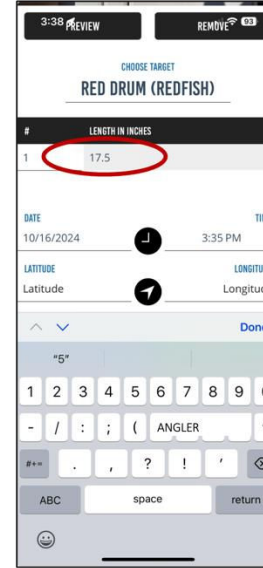 3:38 PREVIEW REMOVE 93
CHOOSE TARGET
RED DRUM (REDFISH)
# LENGTH IN INCHES
1 17.5
DATE
10/16/2024 3:35 PM
LATITUDE
Latitude
Done
"5"
1 2 3 4 5 6 7 8 9
- / : ; ( ANGLER
#+= . , ? ! '
ABC space return